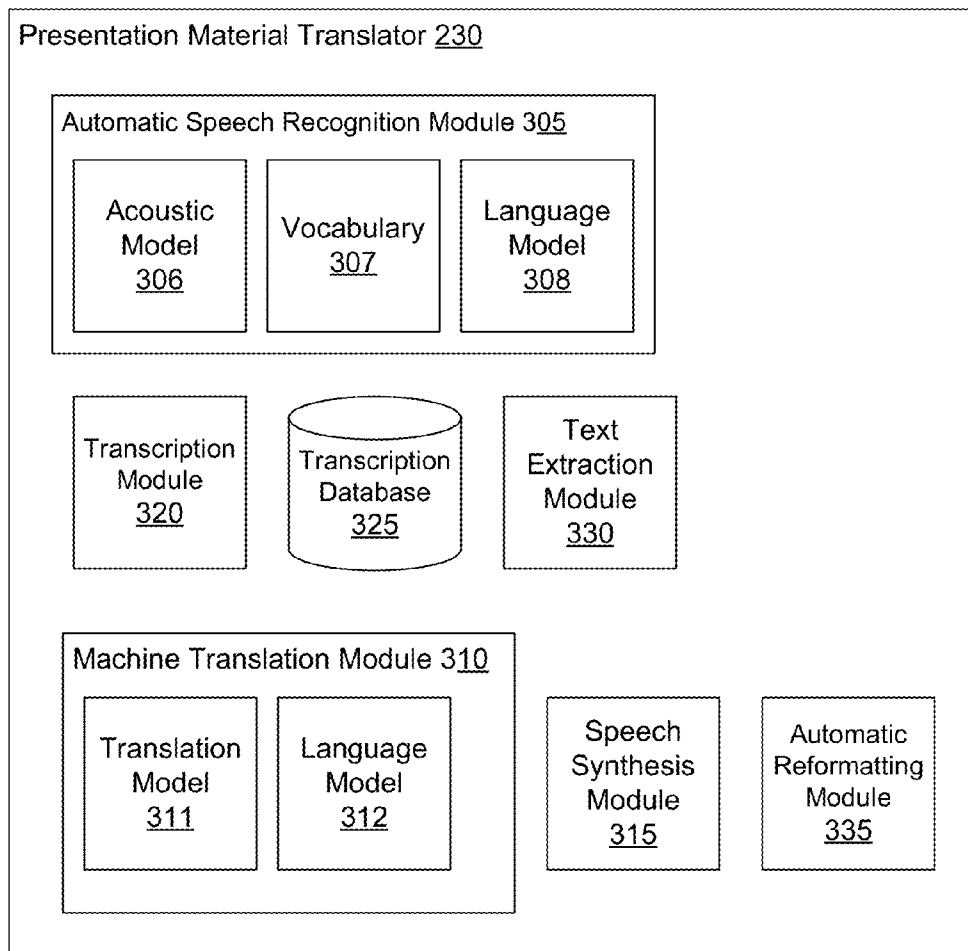 Presentation Material Translator 230
Automatic Speech Recognition Module 305
Acoustic
Model
306
Vocabulary
307
Language
Model
308
Transcription
Module
320
Transcription
Database
325
Text
Extraction
Module
330
Machine Translation Module 310
Translation
Model
311
Language
Model
312
Speech
Synthesis
Module
315
Automatic
Reformatting
Module
335